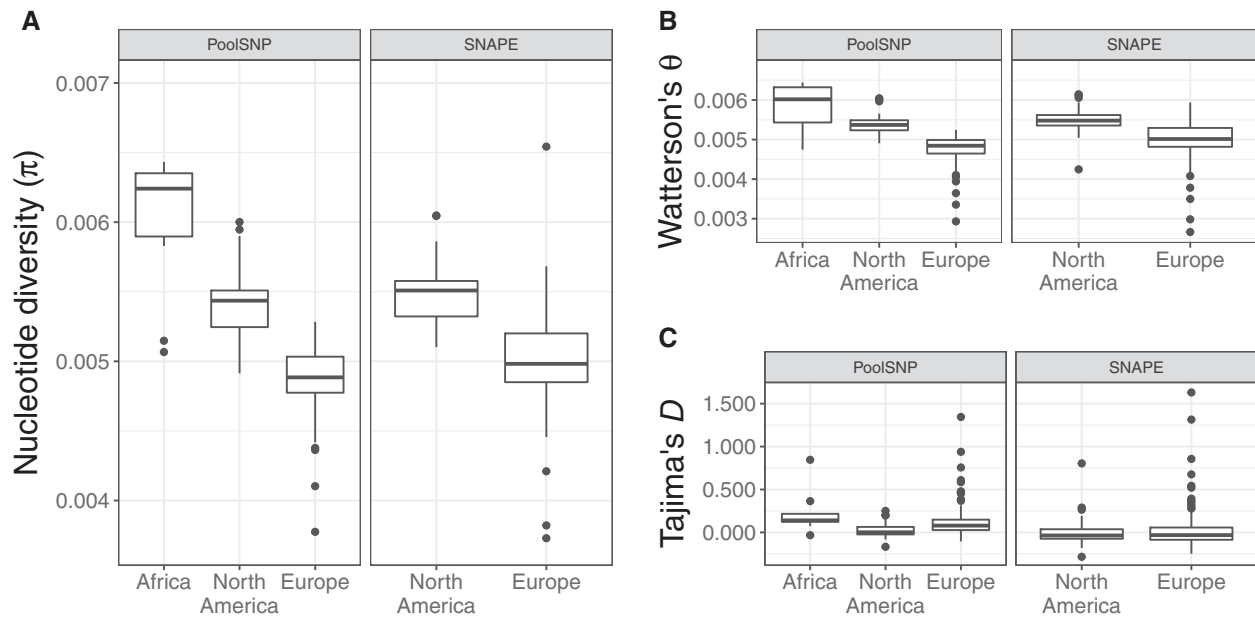 A
PoolSNP
SNAPE
Nucleotide diversity (π)
0.007
0.006
0.005
0.004
Africa
North
America
Europe
North
America
Europe
B
PoolSNP
SNAPE
Watterson's θ
0.006
0.005
0.004
0.003
Africa
North
America
Europe
North
America
Europe
C
PoolSNP
SNAPE
Tajima's D
1.500
1.000
0.500
0.000
Africa
North
America
Europe
North
America
Europe